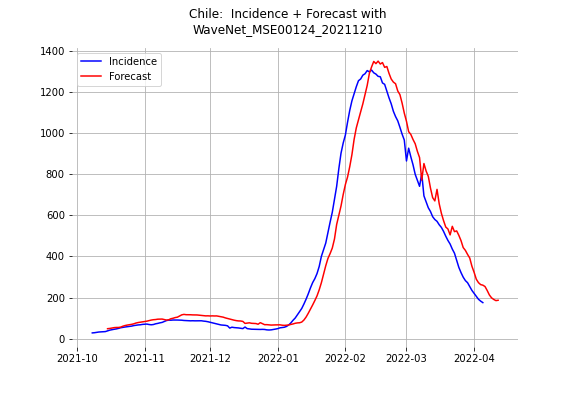 Chile:  Incidence + Forecast with
WaveNet_MSE00124_20211210
1400
1200
1000
800
600
400
200
0
Incidence
Forecast
2021-10 2021-11 2021-12 2022-01 2022-02 2022-03 2022-04